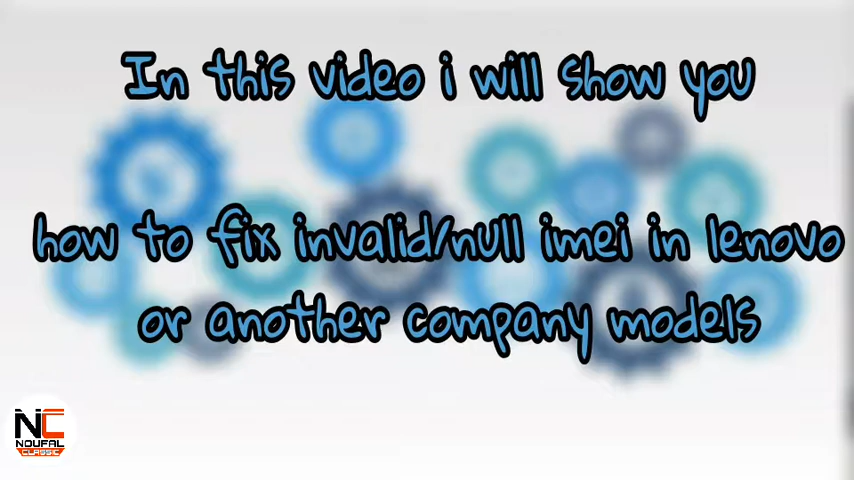 In this video i will show you
how to fix invalid/null imei in lenovo
or another company models
NC
NOUFAL
CLASSIC